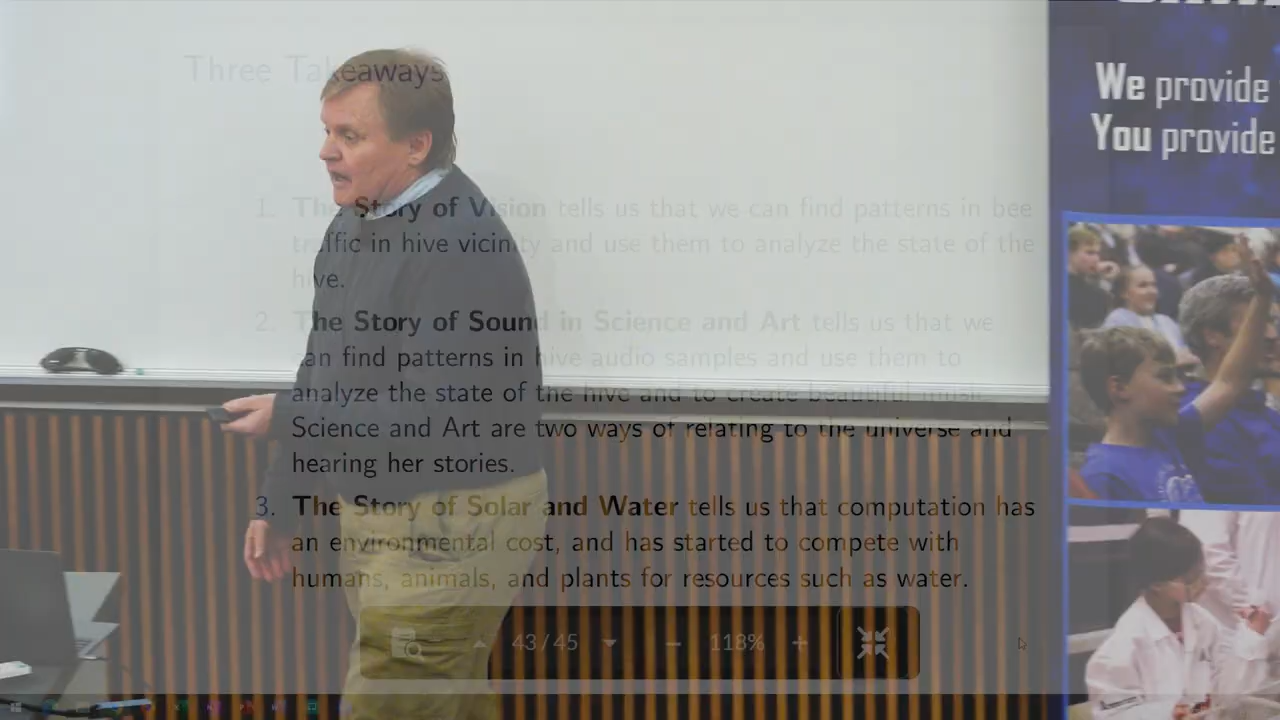 Three Takeaways
We provide
You provide
1. The Story of Vision tells us that we can find patterns in bee
traffic in hive vicinity and use them to analyze the state of the
hive.
2. The Story of Sound in Science and Art tells us that we
can find patterns in hive audio samples and use them to
analyze the state of the hive and to create beautiful music.
Science and Art are two ways of relating to the universe and
hearing her stories.
3. The Story of Solar and Water tells us that computation has
an environmental cost, and has started to compete with
humans, animals, and plants for resources such as water.
43/45
118%